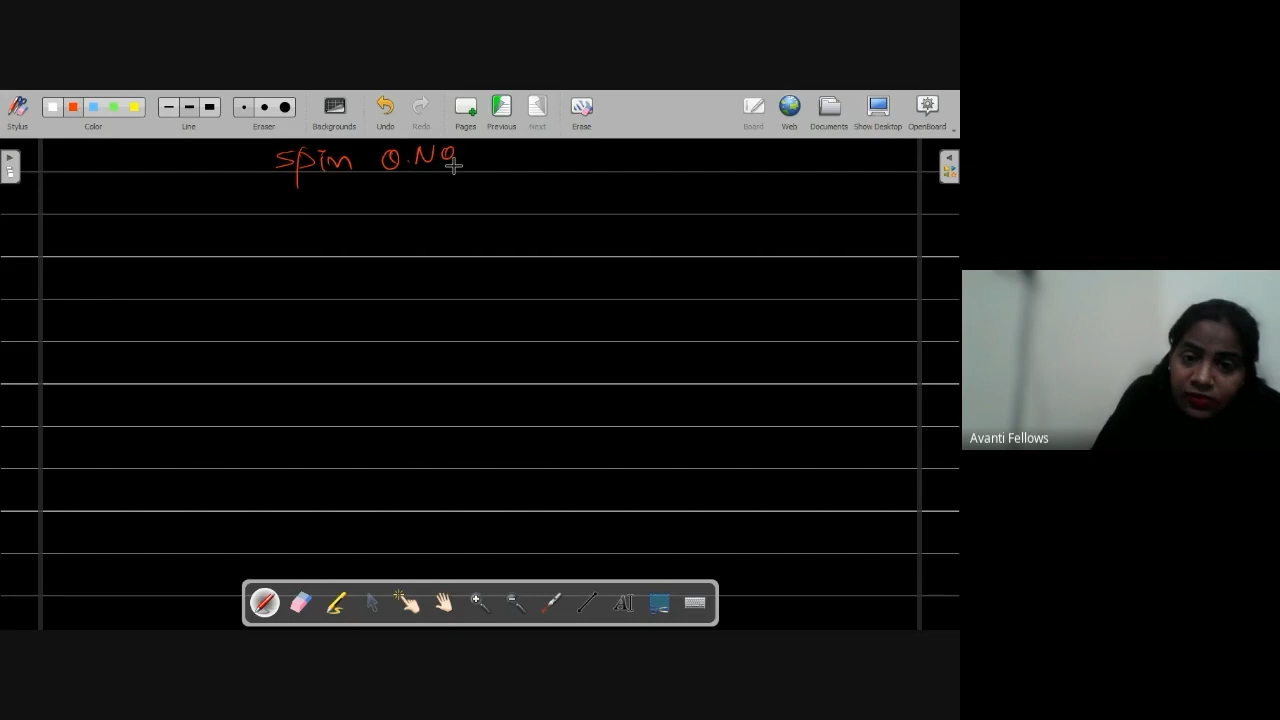 Stylus
Color
Line
Eraser
Backgrounds
Undo
Redo
Pages
Previous
Next
Erase
Board
Web
Documents
Show Desktop
OpenBoard
Spin Q.No
AI
Avanti Fellows